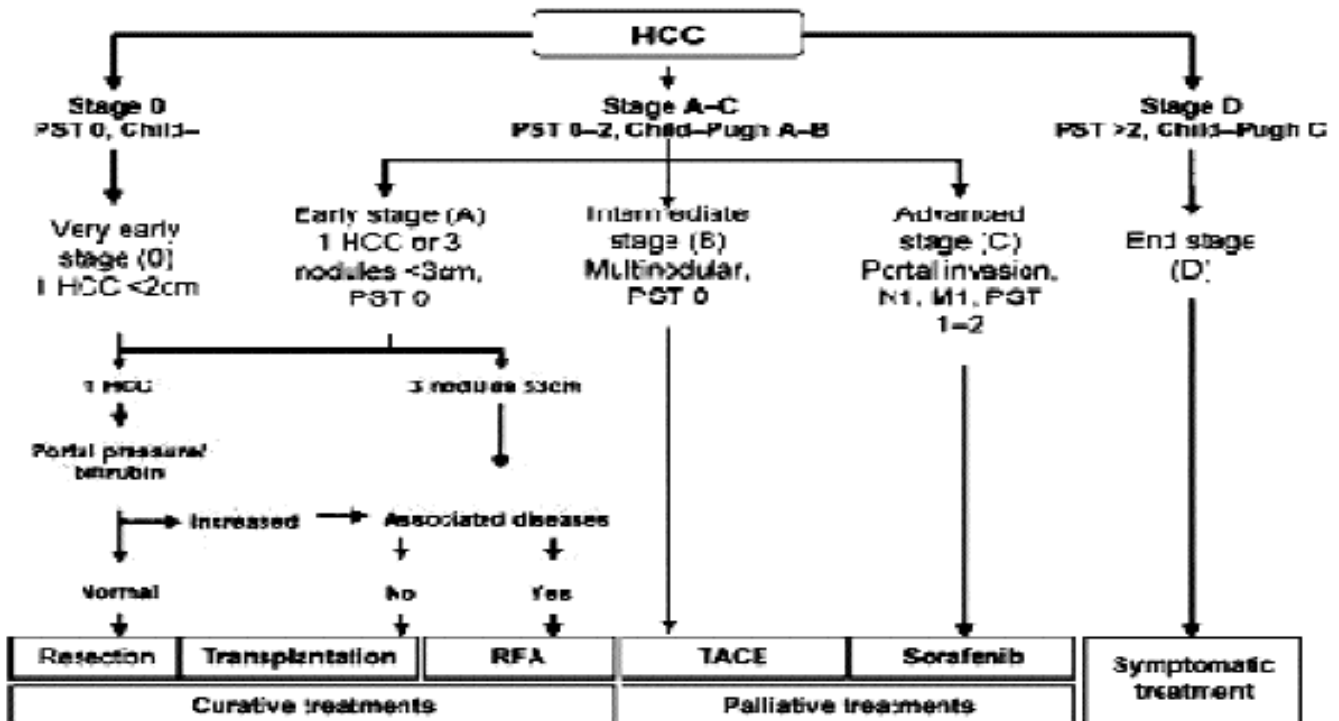 HCC
Stage 0
PST 0, Child–
Stage A–C
PST 0–2, Child–Pugh A–B
Stage D
PST >2, Child–Pugh C
Very early
stage (0)
1 HCC <2cm
Early stage (A)
1 HCC or 3
nodules <3cm,
PST 0
Intermediate
stage (B)
Multinodular,
PST 0
Advanced
stage (C)
Portal invasion,
N1, M1, PST
1–2
End stage
(D)
1 HCC
3 nodules ≤3cm
Portal pressure/
bilirubin
Increased
Associated diseases
Normal
No
Yes
Resection
Transplantation
RFA
TACE
Sorafenib
Symptomatic
treatment
Curative treatments
Palliative treatments